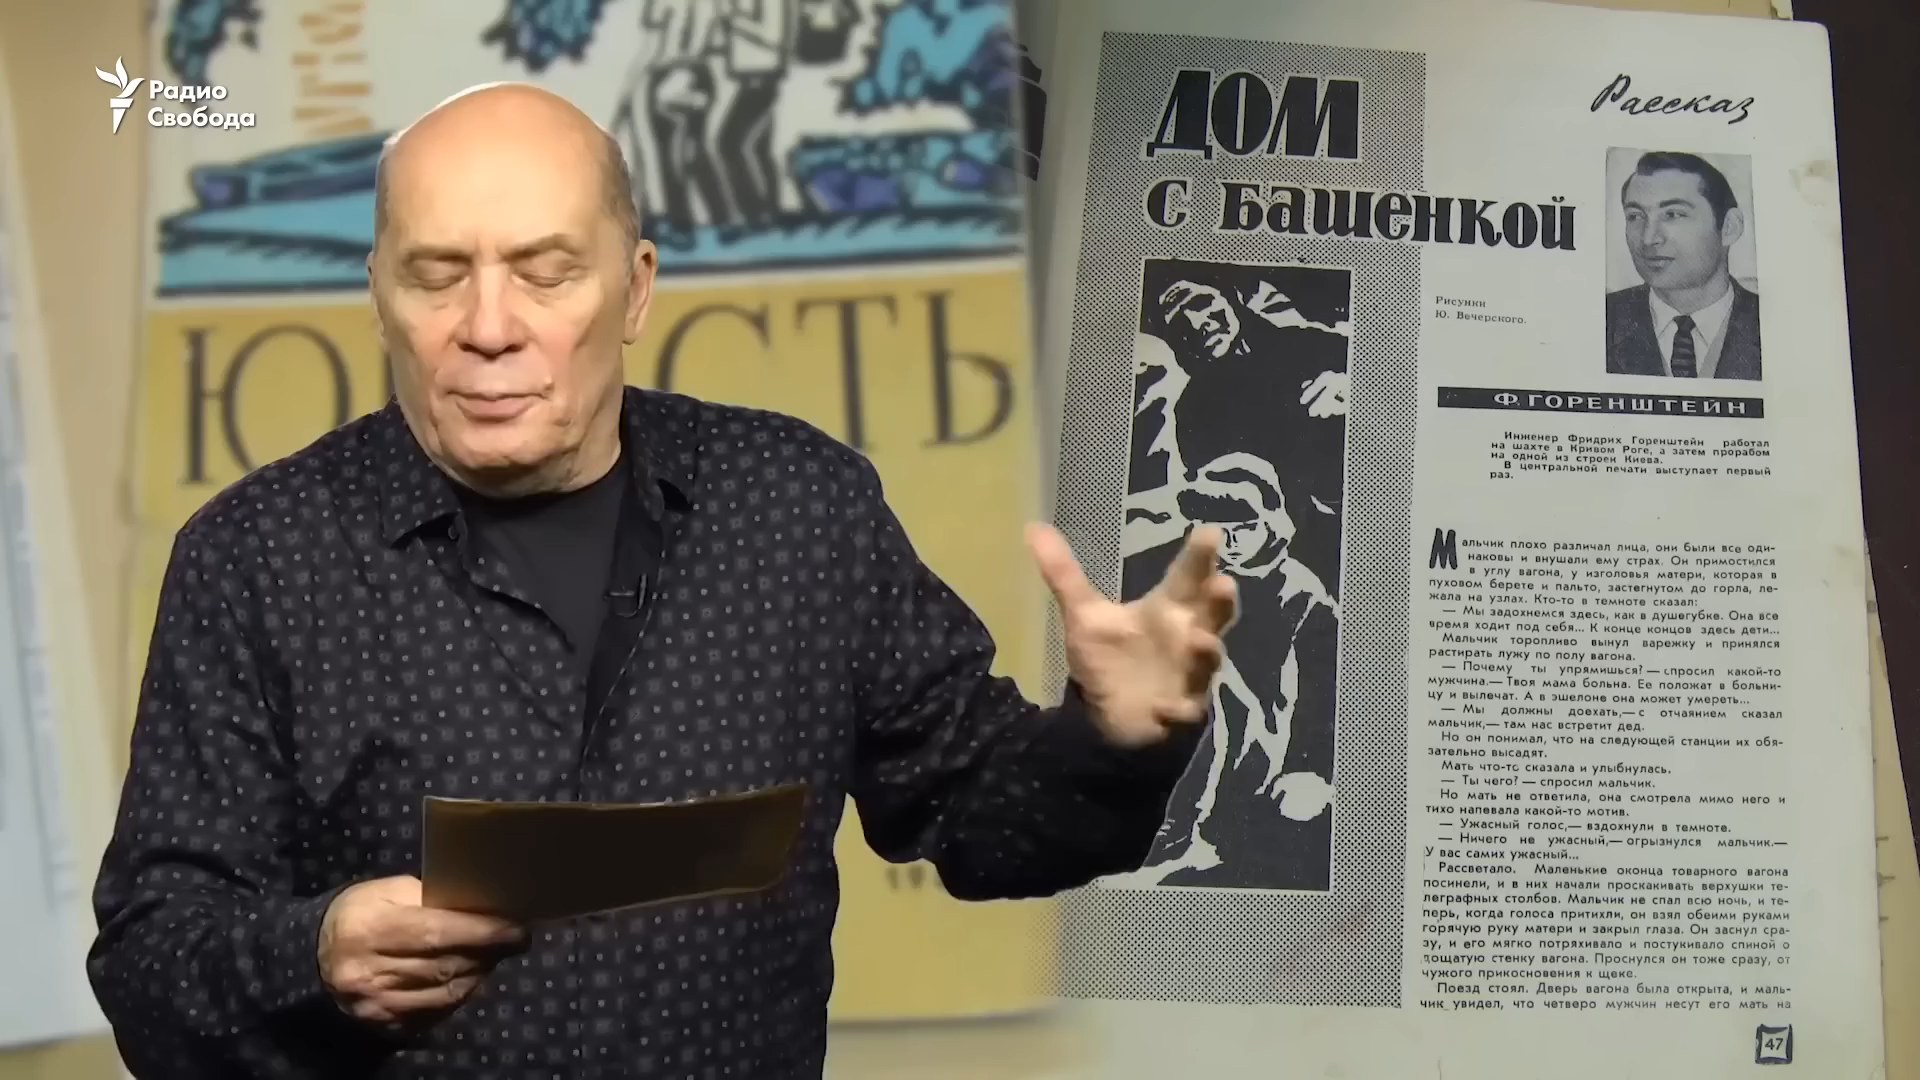 Радио
Свобода
ЮНОСТЬ
ДОМ
с башенкой
Рассказ
Рисунки
Ю. Вечерского.
Ф. ГОРЕНШТЕЙН
Инженер Фридрих Горенштейн работал
на шахте в Кривом Роге, а затем прорабом
на одной из строек Киева.
В центральной печати выступает первый
раз.
Мальчик плохо различал лица, они были все оди-
наковы и внушали ему страх. Он примостился
в углу вагона, у изголовья матери, которая в
пуховом берете и пальто, застегнутом до горла, ле-
жала на узлах. Кто-то в темноте сказал:
— Мы задохнемся здесь, как в душегубке. Она все
время ходит под себя... К конце концов здесь дети...
Мальчик торопливо вынул варежку и принялся
растирать лужу по полу вагона.
— Почему ты упрямишься? — спросил какой-то
мужчина.— Твоя мама больна. Ее положат в больни-
цу и вылечат. А в эшелоне она может умереть...
— Мы должны доехать,— с отчаянием сказал
мальчик,— там нас встретит дед.
Но он понимал, что на следующей станции их обя-
зательно высадят.
Мать что-то сказала и улыбнулась.
— Ты чего? — спросил мальчик.
Но мать не ответила, она смотрела мимо него и
тихо напевала какой-то мотив.
— Ужасный голос,— вздохнули в темноте.
— Ничего не ужасный,— огрызнулся мальчик.—
У вас самих ужасный...
Рассветало. Маленькие оконца товарного вагона
посинели, и в них начали проскакивать верхушки те-
леграфных столбов. Мальчик не спал всю ночь, и те-
перь, когда голоса притихли, он взял обеими руками
горячую руку матери и закрыл глаза. Он заснул сра-
зу, и его мягко потряхивало и постукивало спиной о
дощатую стенку вагона. Проснулся он тоже сразу, от
чужого прикосновения к щеке.
Поезд стоял. Дверь вагона была открыта, и маль-
чик увидел, что четверо мужчин несут его мать на
47